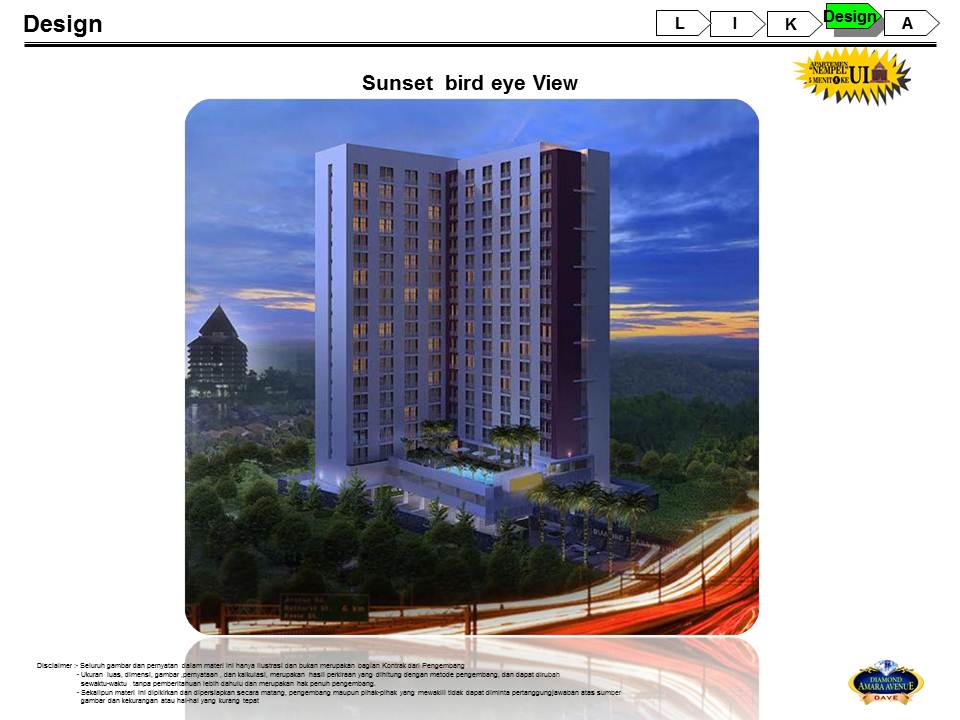 Design
L
I
K
Design
A
APARTEMEN
"NEMPEL" UI
5 MENIT KE
Sunset bird eye View
6 km
Disclaimer :- Seluruh gambar dan pernyatan dalam materi ini hanya ilustrasi dan bukan merupakan bagian Kontrak dari Pengembang
- Ukuran luas, dimensi, gambar ,pernyataan , dan kalkulasi, merupakan hasil perkiraan yang dihitung dengan metode pengembang, dan dapat dirubah
sewaktu-waktu tanpa pemberitahuan lebih dahulu dan merupakan hak penuh pengembang.
- Sekalipun materi ini dipikirkan dan dipersiapkan secara matang, pengembang maupun pihak-pihak yang mewakili tidak dapat diminta pertanggungjawaban atas sumber
gambar dan kekurangan atau hal-hal yang kurang tepat
DIAMOND
AMARA AVENUE
DAVE